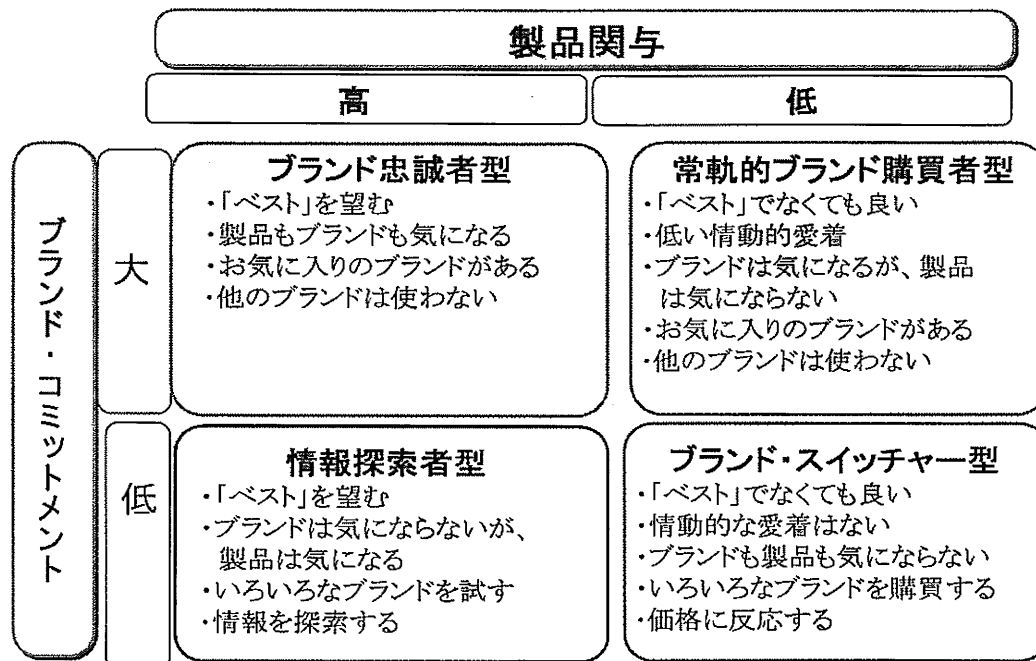 製品関与
高
低
ブランド・コミットメント
大
ブランド忠誠者型
・「ベスト」を望む
・製品もブランドも気になる
・お気に入りのブランドがある
・他のブランドは使わない
常軌的ブランド購買者型
・「ベスト」でなくても良い
・低い情動的愛着
・ブランドは気になるが、製品
は気にならない
・お気に入りのブランドがある
・他のブランドは使わない
低
情報探索者型
・「ベスト」を望む
・ブランドは気にならないが、
製品は気になる
・いろいろなブランドを試す
・情報を探索する
ブランド・スイッチャー型
・「ベスト」でなくても良い
・情動的な愛着はない
・ブランドも製品も気にならない
・いろいろなブランドを購買する
・価格に反応する